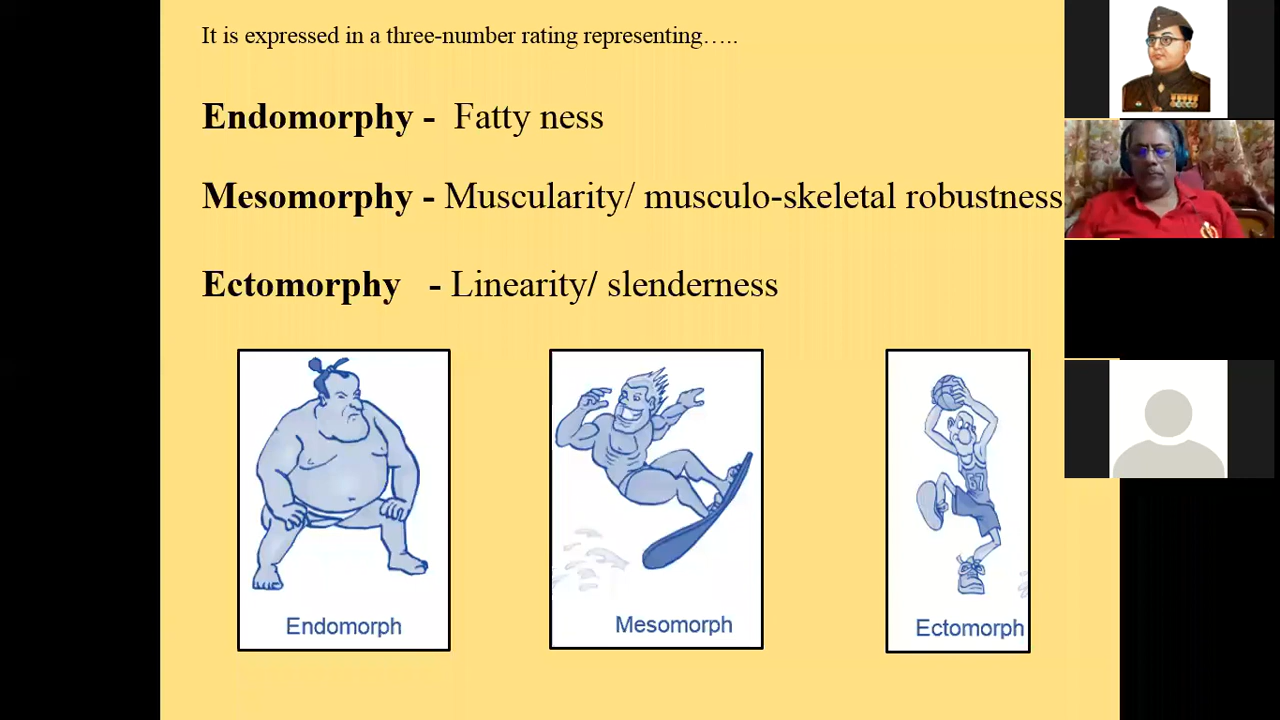 It is expressed in a three-number rating representing…..
Endomorphy - Fatty ness
Mesomorphy - Muscularity/ musculo-skeletal robustness
Ectomorphy - Linearity/ slenderness
Endomorph
Mesomorph
67
Ectomorph